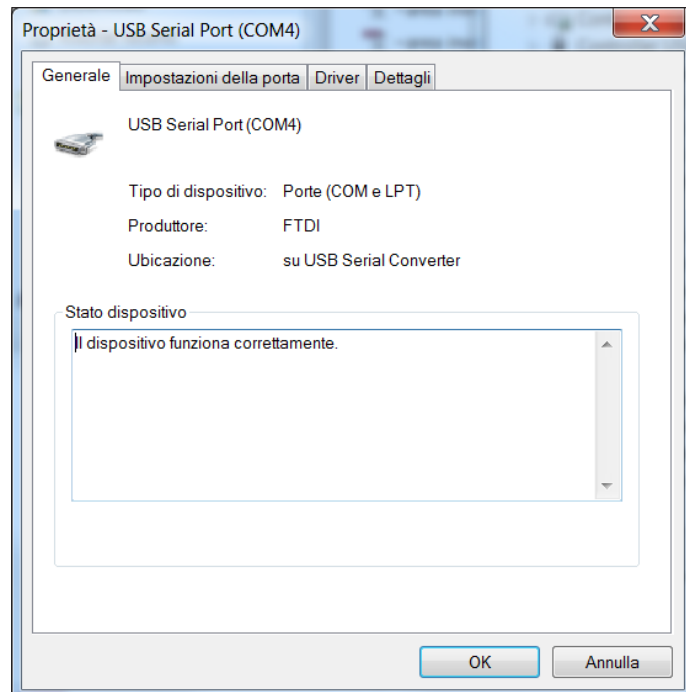 Proprietà - USB Serial Port (COM4)
Generale Impostazioni della porta Driver Dettagli
USB Serial Port (COM4)
Tipo di dispositivo: Porte (COM e LPT)
Produttore: FTDI
Ubicazione: su USB Serial Converter
Stato dispositivo
Il dispositivo funziona correttamente.
OK Annulla